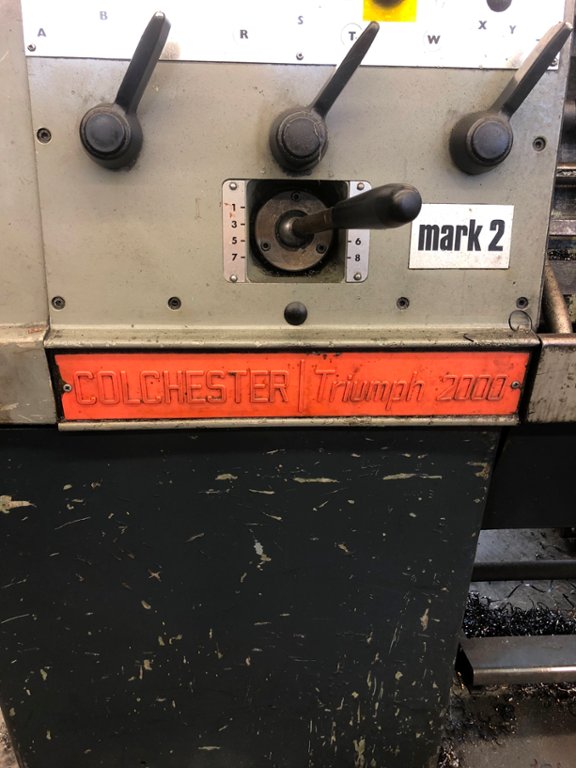 A B R S T W X Y
1
3
5 6
7 8
mark 2
COLCHESTER | Triumph 2000